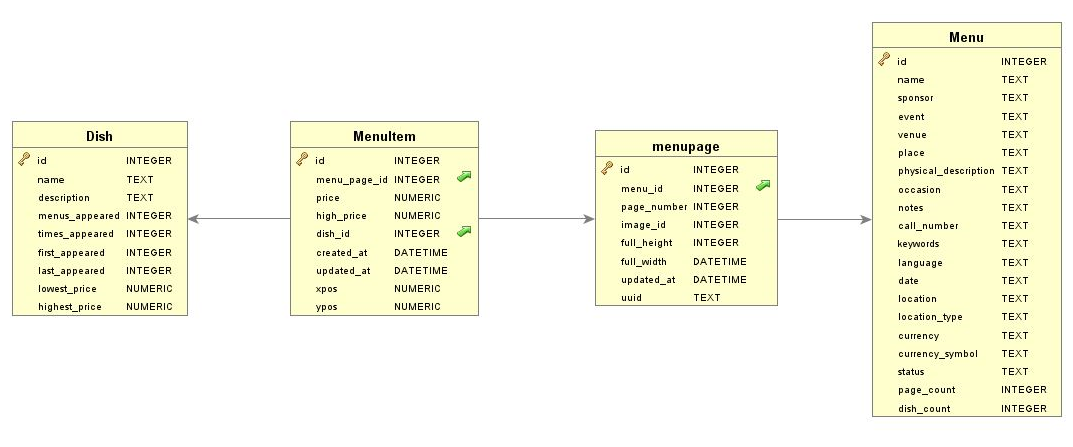 Dish
id INTEGER
name TEXT
description TEXT
menus_appeared INTEGER
times_appeared INTEGER
first_appeared INTEGER
last_appeared INTEGER
lowest_price NUMERIC
highest_price NUMERIC
MenuItem
id INTEGER
menu_page_id INTEGER
price NUMERIC
high_price NUMERIC
dish_id INTEGER
created_at DATETIME
updated_at DATETIME
xpos NUMERIC
ypos NUMERIC
menupage
id INTEGER
menu_id INTEGER
page_number INTEGER
image_id INTEGER
full_height INTEGER
full_width DATETIME
updated_at DATETIME
uuid TEXT
Menu
id INTEGER
name TEXT
sponsor TEXT
event TEXT
venue TEXT
place TEXT
physical_description TEXT
occasion TEXT
notes TEXT
call_number TEXT
keywords TEXT
language TEXT
date TEXT
location TEXT
location_type TEXT
currency TEXT
currency_symbol TEXT
status TEXT
page_count INTEGER
dish_count INTEGER